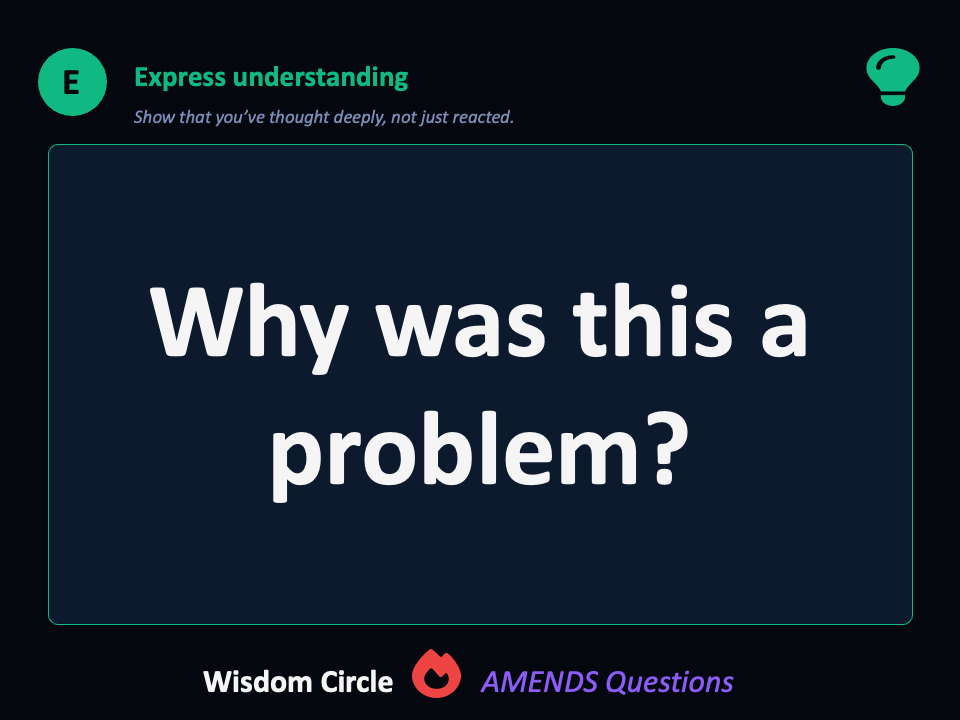 E
Express understanding
Show that you’ve thought deeply, not just reacted.
Why was this a
problem?
Wisdom Circle AMENDS Questions